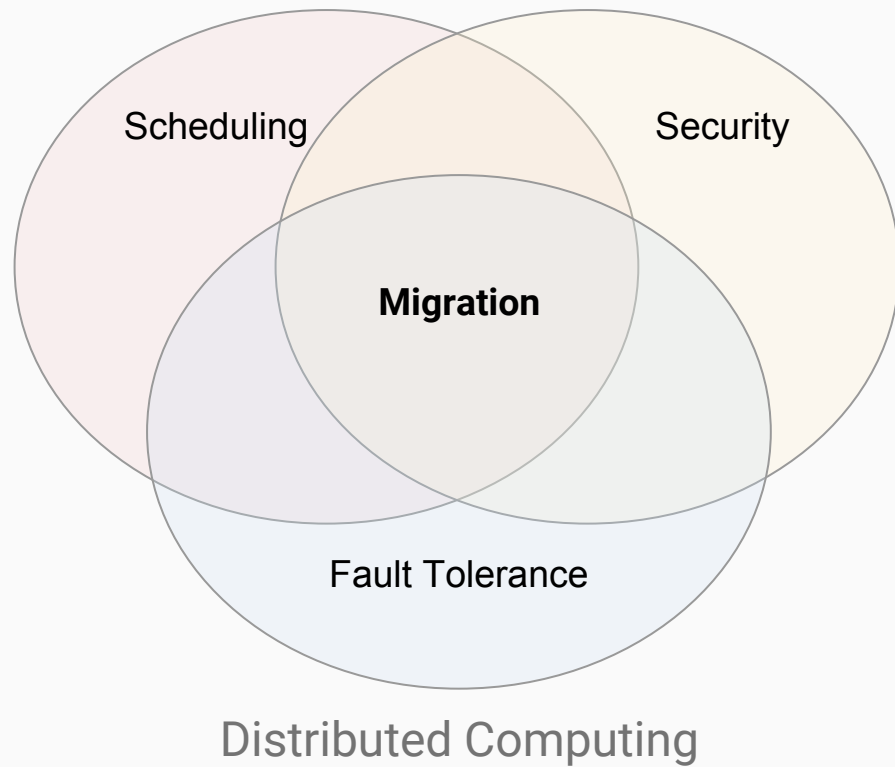 Scheduling
Security
Migration
Fault Tolerance
Distributed Computing